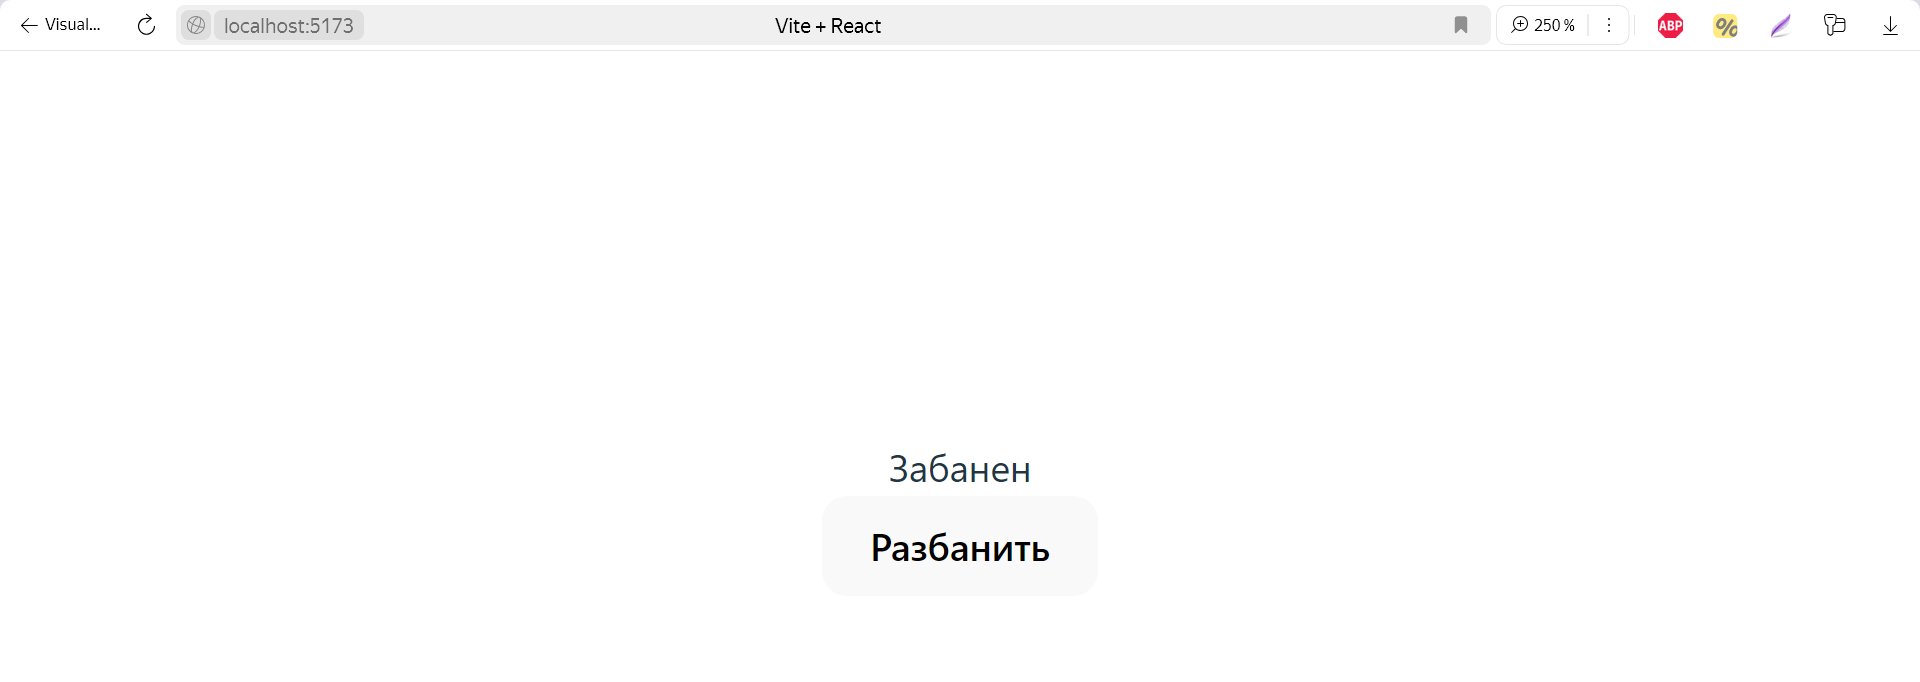 Visual...
localhost:5173
Vite + React
250 %
ABP
%
Забанен
Разбанить